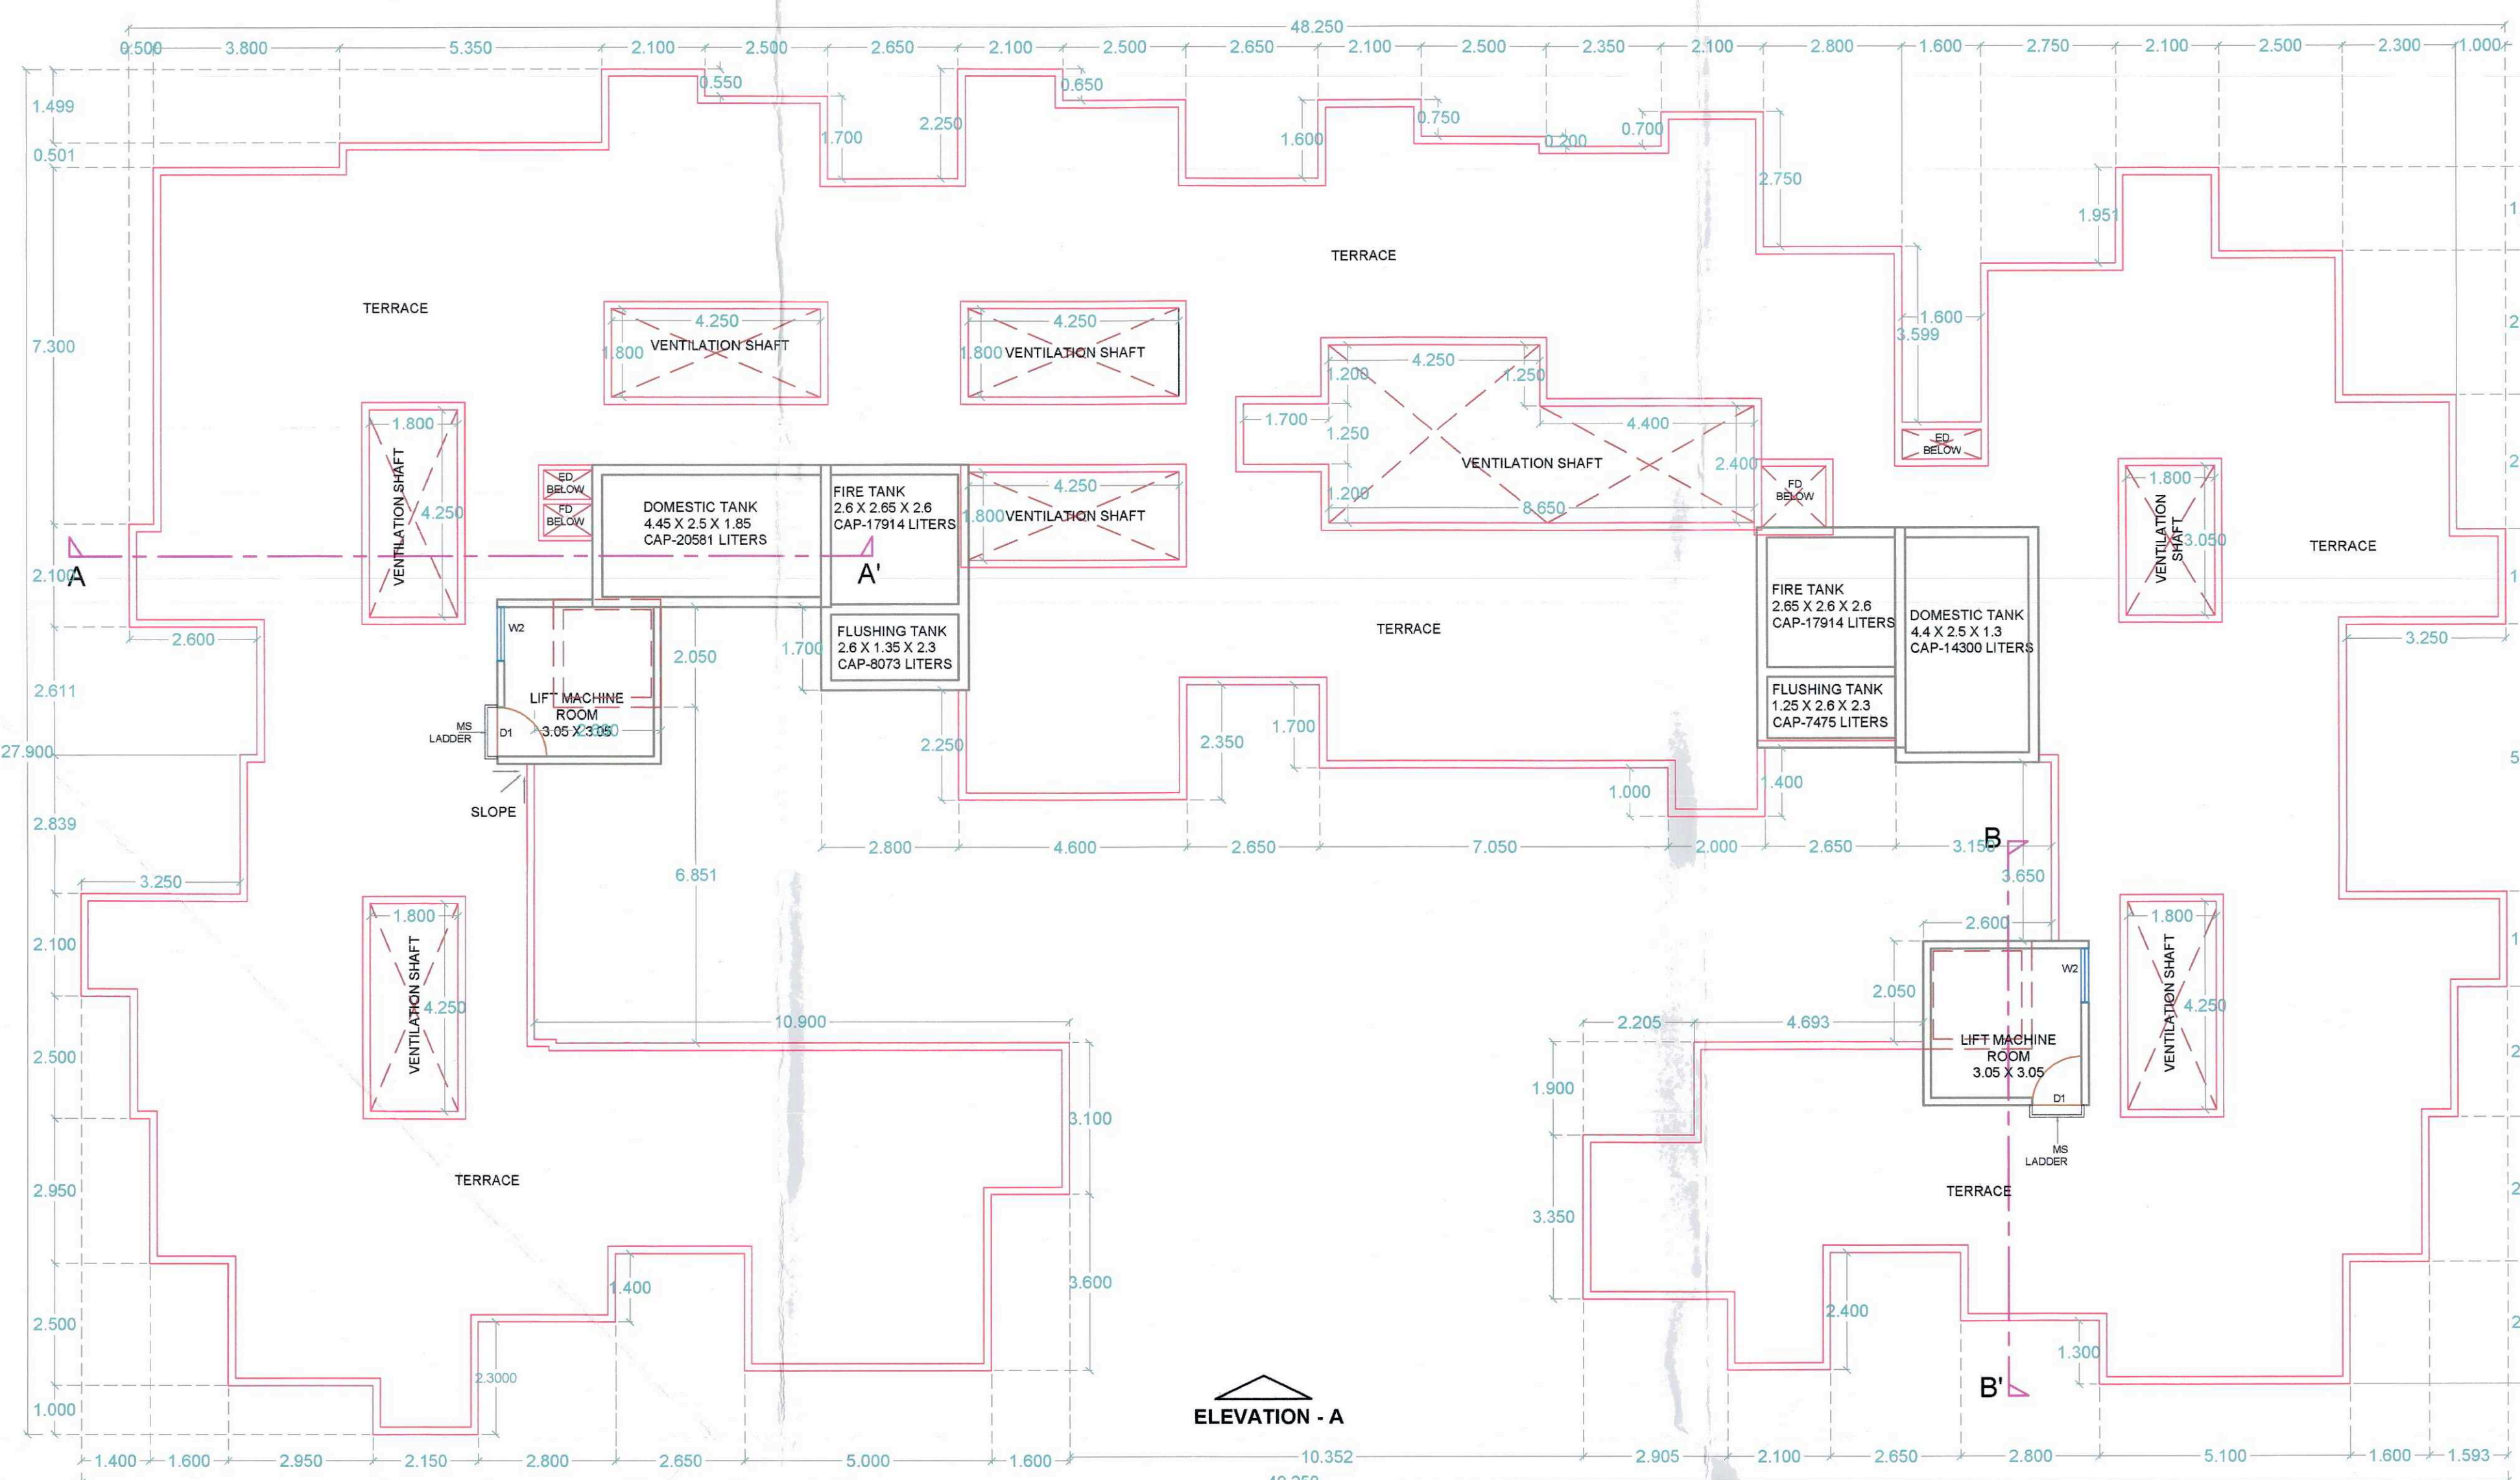 48.250
0.500 3.800 5.350 2.100 2.500 2.650 2.100 2.500 2.650 2.100 2.500 2.350 2.100 2.800 1.600 2.750 2.100 2.500 2.300 1.000
1.499
0.550
0.650
1.700
2.250
1.600
0.750
0.200
0.700
2.750
1.951
0.501
TERRACE
TERRACE
7.300
4.250
VENTILATION SHAFT
1.800
4.250
1.800
VENTILATION SHAFT
4.250
1.200
1.250
1.700
1.250
4.400
VENTILATION SHAFT
2.400
1.200
8.650
1.600
3.599
ED
BELOW
1.800
VENTILATION SHAFT
4.250
ED
BELOW
FD
BELOW
DOMESTIC TANK
4.45 X 2.5 X 1.85
CAP-20581 LITERS
FIRE TANK
2.6 X 2.65 X 2.6
CAP-17914 LITERS
4.250
1.800
VENTILATION SHAFT
FD
BELOW
1.800
VENTILATION
SHAFT
3.050
TERRACE
A
A'
2.100
2.600
W2
2.050
1.700
FLUSHING TANK
2.6 X 1.35 X 2.3
CAP-8073 LITERS
TERRACE
FIRE TANK
2.65 X 2.6 X 2.6
CAP-17914 LITERS
DOMESTIC TANK
4.4 X 2.5 X 1.3
CAP-14300 LITERS
3.250
2.611
LIFT MACHINE
ROOM
3.05 X 3.05
MS
LADDER
D1
FLUSHING TANK
1.25 X 2.6 X 2.3
CAP-7475 LITERS
27.900
2.250
2.350
1.700
1.000
1.400
SLOPE
2.839
2.800 4.600 2.650 7.050 2.000 2.650 3.150
B
6.851
3.250
3.650
2.600
1.800
VENTILATION SHAFT
4.250
2.100
W2
2.050
1.800
VENTILATION SHAFT
4.250
10.900
2.205 4.693
LIFT MACHINE
ROOM
3.05 X 3.05
D1
MS
LADDER
2.500
1.900
3.100
TERRACE
TERRACE
2.950
3.350
3.600
1.400
2.400
2.500
1.300
2.3000
B'
1.000
ELEVATION - A
1.400 1.600 2.950 2.150 2.800 2.650 5.000 1.600 10.352 2.905 2.100 2.650 2.800 5.100 1.600 1.593